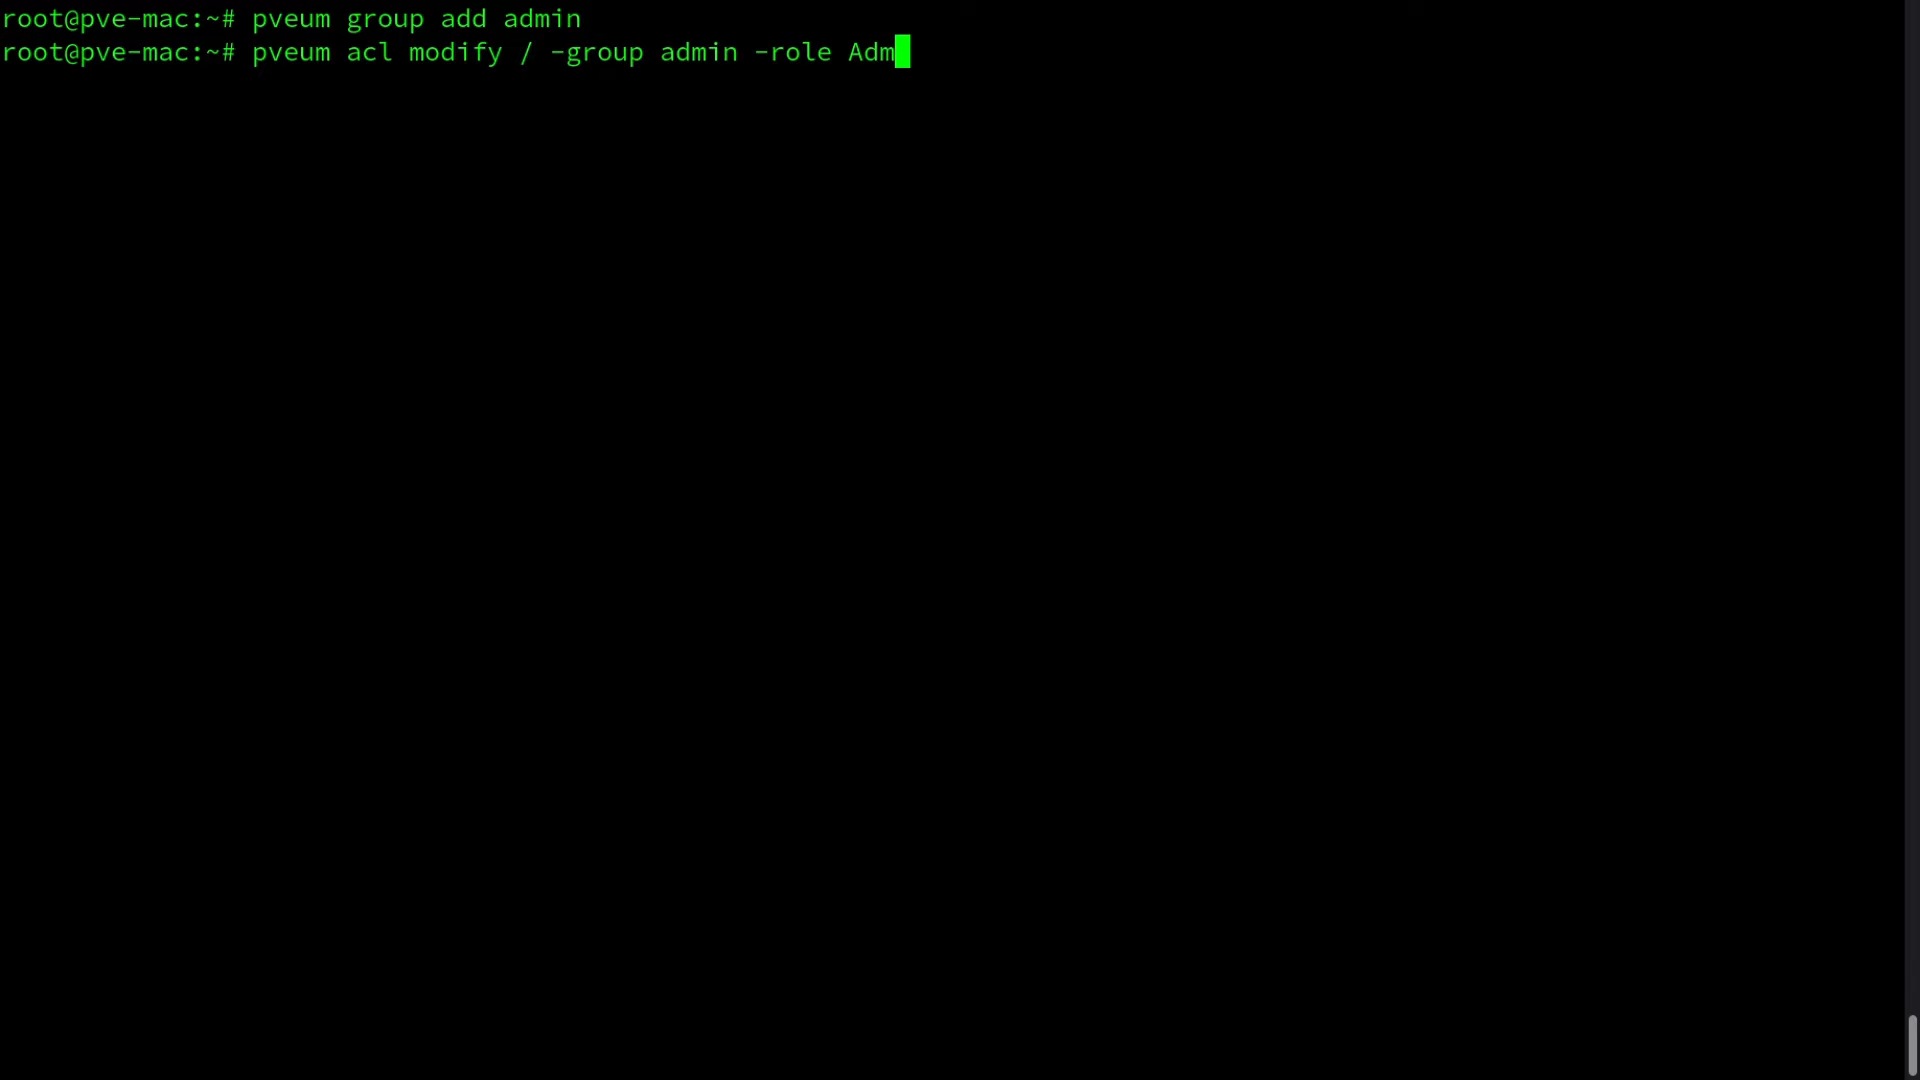 root@pve-mac:~# pveum group add admin
root@pve-mac:~# pveum acl modify / -group admin -role Adm